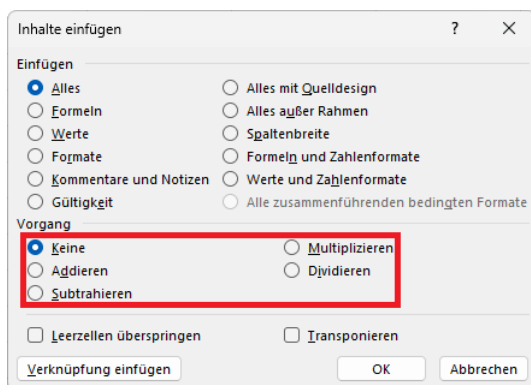 Inhalte einfügen ?
Einfügen
Alles Alles mit Quelldesign
Formeln Alles außer Rahmen
Werte Spaltenbreite
Formate Formeln und Zahlenformate
Kommentare und Notizen Werte und Zahlenformate
Gültigkeit Alle zusammenführenden bedingten Formate
Vorgang
Keine Multiplizieren
Addieren Dividieren
Subtrahieren
Leerzellen überspringen Transponieren
Verknüpfung einfügen OK Abbrechen